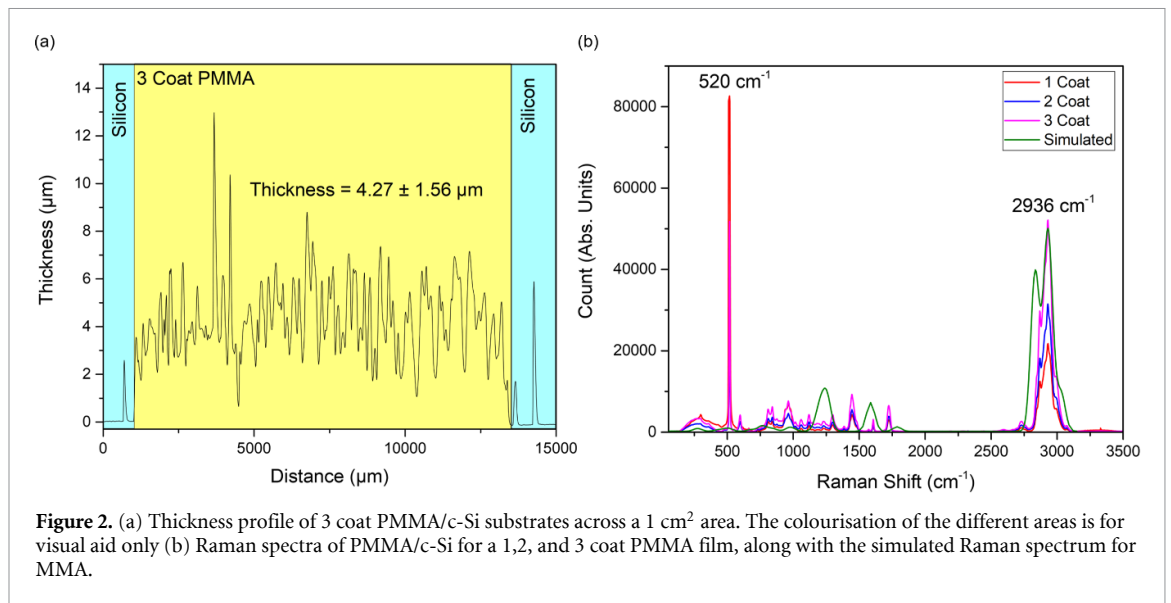 (a)
3 Coat PMMA
Silicon
Silicon
Thickness = 4.27 ± 1.56 µm
Thickness (µm)
14
12
10
8
6
4
2
0
0
5000
10000
15000
Distance (µm)
(b)
520 cm⁻¹
2936 cm⁻¹
1 Coat
2 Coat
3 Coat
Simulated
Count (Abs. Units)
80000
60000
40000
20000
0
500
1000
1500
2000
2500
3000
3500
Raman Shift (cm⁻¹)
Figure 2. (a) Thickness profile of 3 coat PMMA/c-Si substrates across a 1 cm² area. The colourisation of the different areas is for
visual aid only (b) Raman spectra of PMMA/c-Si for a 1,2, and 3 coat PMMA film, along with the simulated Raman spectrum for
MMA.